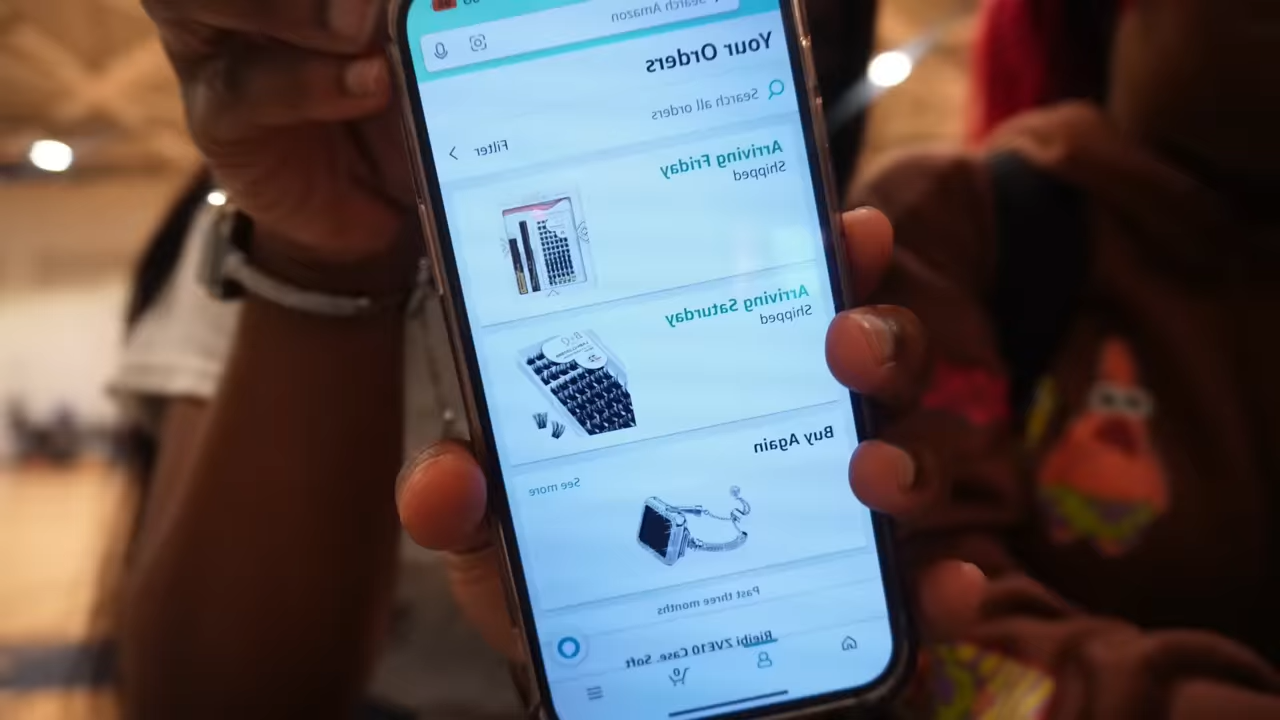 Search Amazon
Your Orders
Search all orders
Filter
Arriving Friday
Shipped
Arriving Saturday
Shipped
Buy Again
See more
Past three months
ZVE10 Case, Soft
0